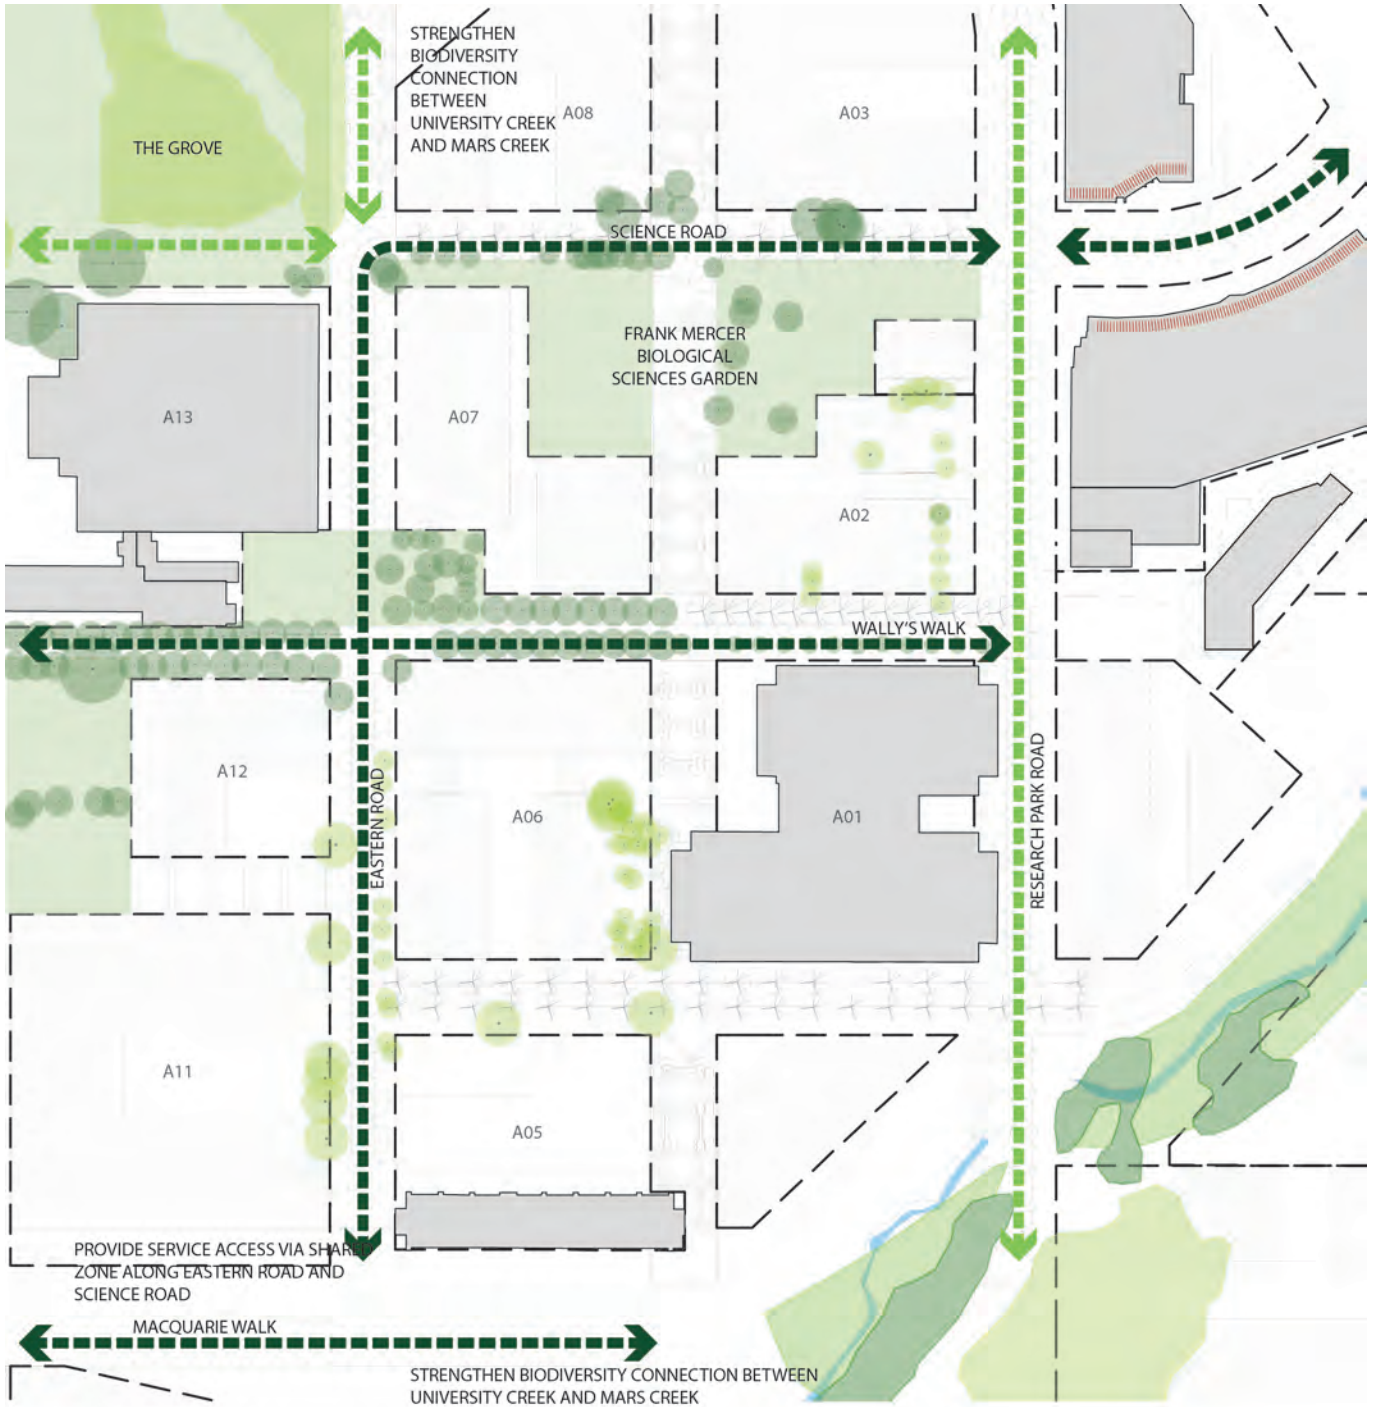 STRENGTHEN
BIODIVERSITY
CONNECTION
BETWEEN
UNIVERSITY CREEK
AND MARS CREEK
A08
A03
THE GROVE
SCIENCE ROAD
FRANK MERCER
BIOLOGICAL
SCIENCES GARDEN
A13
A07
A02
WALLY'S WALK
A12
EASTERN ROAD
A06
A01
RESEARCH PARK ROAD
A11
A05
PROVIDE SERVICE ACCESS VIA SHARED
ZONE ALONG EASTERN ROAD AND
SCIENCE ROAD
MACQUARIE WALK
STRENGTHEN BIODIVERSITY CONNECTION BETWEEN
UNIVERSITY CREEK AND MARS CREEK